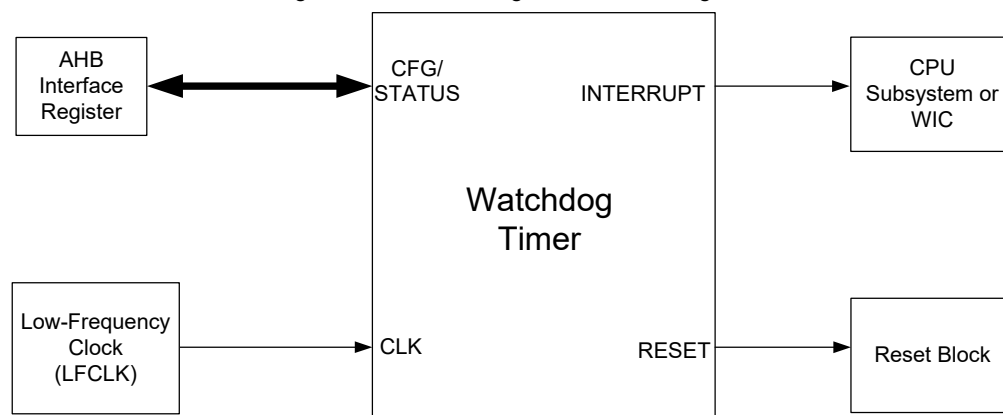 AHB
Interface
Register
CFG/
STATUS
INTERRUPT
CPU
Subsystem or
WIC
Watchdog
Timer
Low-Frequency
Clock
(LFCLK)
CLK
RESET
Reset Block